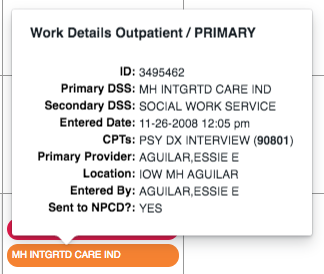 Work Details Outpatient / PRIMARY
ID: 3495462
Primary DSS: MH INTGRTD CARE IND
Secondary DSS: SOCIAL WORK SERVICE
Entered Date: 11-26-2008 12:05 pm
CPTs: PSY DX INTERVIEW (90801)
Primary Provider: AGUILAR,ESSIE E
Location: IOW MH AGUILAR
Entered By: AGUILAR,ESSIE E
Sent to NPCD?: YES
MH INTGRTD CARE IND